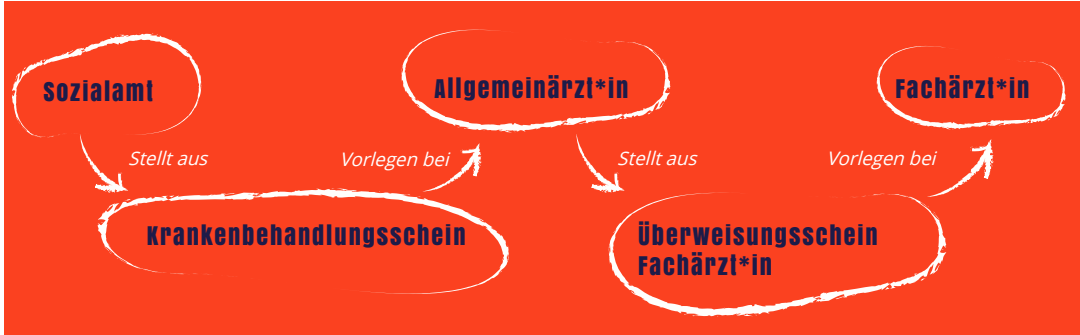 Sozialamt
Stellt aus
Krankenbehandlungsschein
Vorlegen bei
Allgemeinärzt*in
Stellt aus
Überweisungsschein
Fachärzt*in
Vorlegen bei
Fachärzt*in